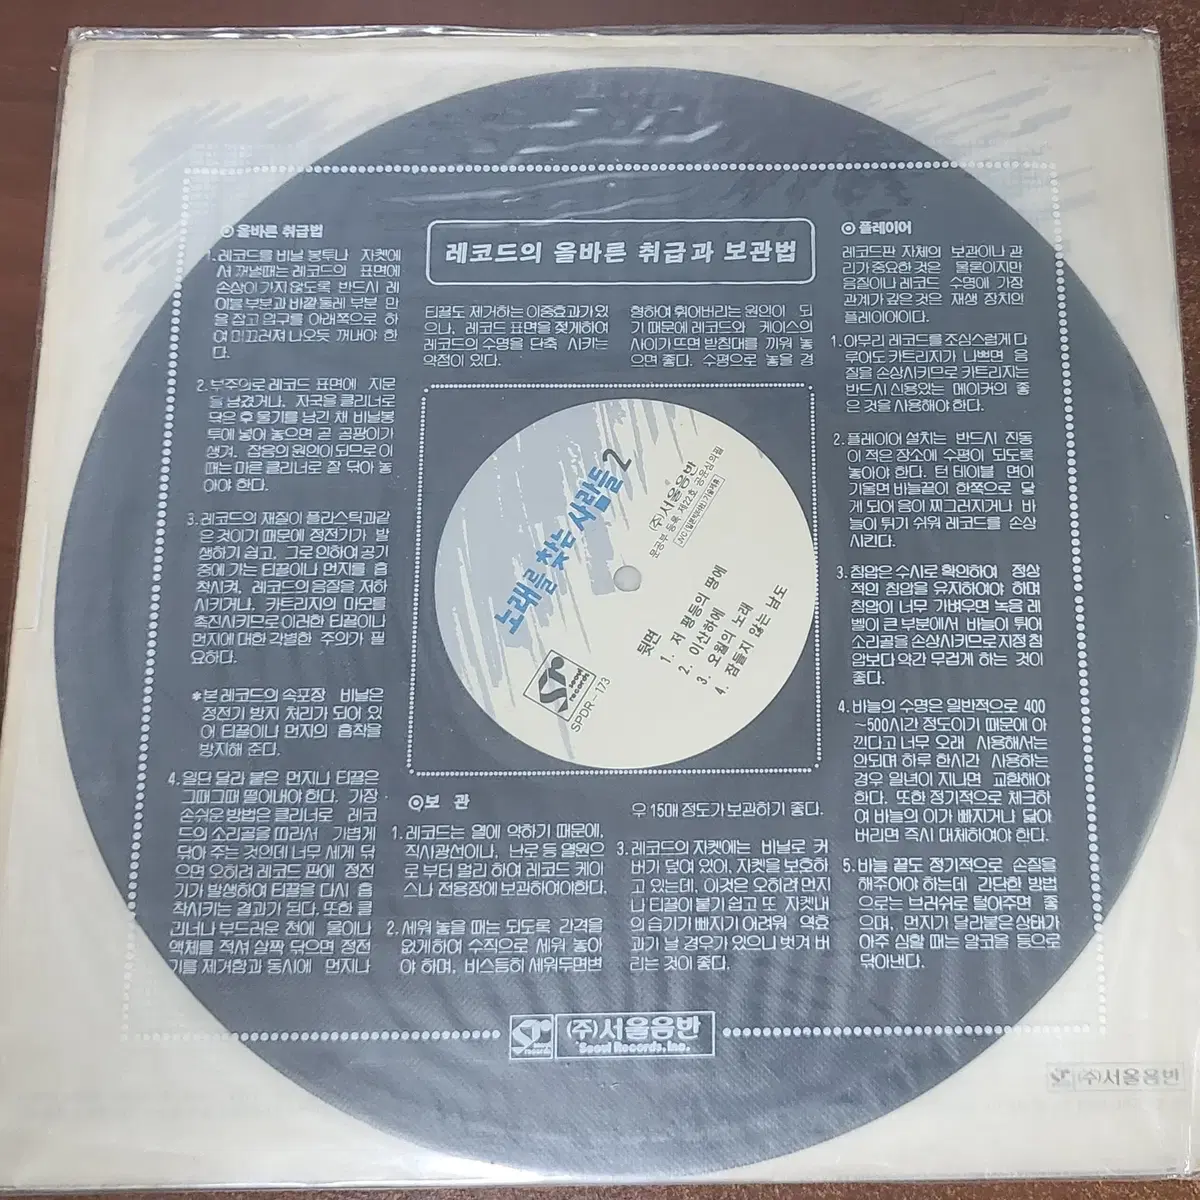 레코드의 올바른 취급과 보관법
◎올바른 취급법
1.레코드를 비닐 봉투나 자켓에
서 꺼낼때는 레코드의 표면에
손상이 가지 않도록 반드시 레
이블 부분과 바깥 둘레 부분 만
을 잡고 입구를 아래쪽으로 하
여 미끄러져 나오듯 꺼내야 한
다.
2.부주의로 레코드 표면에 지문
을 남겼거나, 자국을 클리너로
닦은 후 물기를 남긴 채 비닐봉
투에 넣어 놓으면 곧 곰팡이가
생겨, 잡음의 원인이 되므로 이
때는 마른 클리너로 잘 닦아 놓
아야 한다.
3.레코드의 재질이 플라스틱과같
은 것이기 때문에 정전기가 발
생하기 쉽고, 그로인하여 공기
중에 가는 티끌이나 먼지를 흡
착시켜, 레코드의 음질을 저하
시키거나, 카트리지의 마모를
촉진시키므로 이러한 티끌이나
먼지에 대한 각별한 주의가 필
요하다.
*본 레코드의 속포장 비닐은
정전기 방지 처리가 되어 있
어 티끌이나 먼지의 흡착을
방지해 준다.
4.일단 달라 붙은 먼지나 티끌은
그때그때 떨어내야 한다. 가장
손쉬운 방법은 클리너로 레코
드의 소리골을 따라서 가볍게
닦아 주는 것인데 너무 세게 닦
으면 오히려 레코드 판에 정전
기가 발생하여 티끌을 다시 흡
착시키는 결과가 된다. 또한 클
리너나 부드러운 천에 물이나
액체를 적셔 살짝 닦으면 정전
기를 제거함과 동시에 먼지나
티끌도 제거하는 이중효과가 있
으나, 레코드 표면을 젖게하여
레코드의 수명을 단축 시키는
약점이 있다.
◎보 관
1.레코드는 열에 약하기 때문에,
직사광선이나, 난로 등 열원으
로 부터 멀리 하여 레코드 케이
스나 전용장에 보관하여야한다.
2.세워 놓을 때는 되도록 간격을
없게하여 수직으로 세워 놓아
야 하며, 비스듬히 세워두면변
형하여 휘어버리는 원인이 되
기 때문에 레코드와 케이스의
사이가 뜨면 받침대를 끼워 놓
으면 좋다. 수평으로 놓을 경
우 15매 정도가 보관하기 좋다.
3.레코드의 자켓에는 비닐로 커
버가 덮여 있어, 자켓을 보호하
고 있는데, 이것은 오히려 먼지
나 티끌이 붙기 쉽고 또 자켓내
의 습기가 빠지기 어려워 역효
과가 날 경우가 있으니 벗겨 버
리는 것이 좋다.
◎플레이어
레코드판 자체의 보관이나 관
리가 중요한 것은 물론이지만
음질이나 레코드 수명에 가장
관계가 같은 것은 재생 장치인
플레이어이다.
1.아무리 레코드를 조심스럽게 다
루어도 카트리지가 나쁘면 음
질을 손상시키므로 카트리지는
반드시 신용있는 메이커의 좋
은 것을 사용해야 한다.
2.플레이어 설치는 반드시 진동
이 적은 장소에 수평이 되도록
놓아야 한다. 턴 테이블 면이
기울면 바늘끝이 한쪽으로 닿
게 되어 음이 찌그러지거나 바
늘이 튀기 쉬워 레코드를 손상
시킨다.
3.침압은 수시로 확인하여 정상
적인 침압을 유지하여야 하며
침압이 너무 가벼우면 녹음 레
벨이 큰 부분에서 바늘이 튀어
소리골을 손상시키므로 지정 침
압보다 약간 무겁게 하는 것이
좋다.
4.바늘의 수명은 일반적으로 400
~500시간 정도이기 때문에 아
낀다고 너무 오래 사용해서는
안되며 하루 한시간 사용하는
경우 일년이 지나면 교환해야
한다. 또한 정기적으로 체크하
여 바늘의 이가 빠지거나 닳아
버리면 즉시 대체하여야 한다.
5.바늘 끝도 정기적으로 손질을
해주어야 하는데 간단한 방법
으로는 브러쉬로 털어주면 좋
으며, 먼지가 달라붙은 상태가
아주 심할 때는 알코올 등으로
닦아낸다.
노래를 찾는 사람들 2
(주)서울음반
문공부 등록 제22호 공윤심의필
JVC(일본빅타社) 기술제휴
뒷면
1. 저 평등의 땅에
2. 이산하에
3. 오월의 노래
4. 잠들지 않는 남도
seoul records
SPDR-173
seoul records
(주)서울음반
Seoul Records, Inc.
(주)서울음반